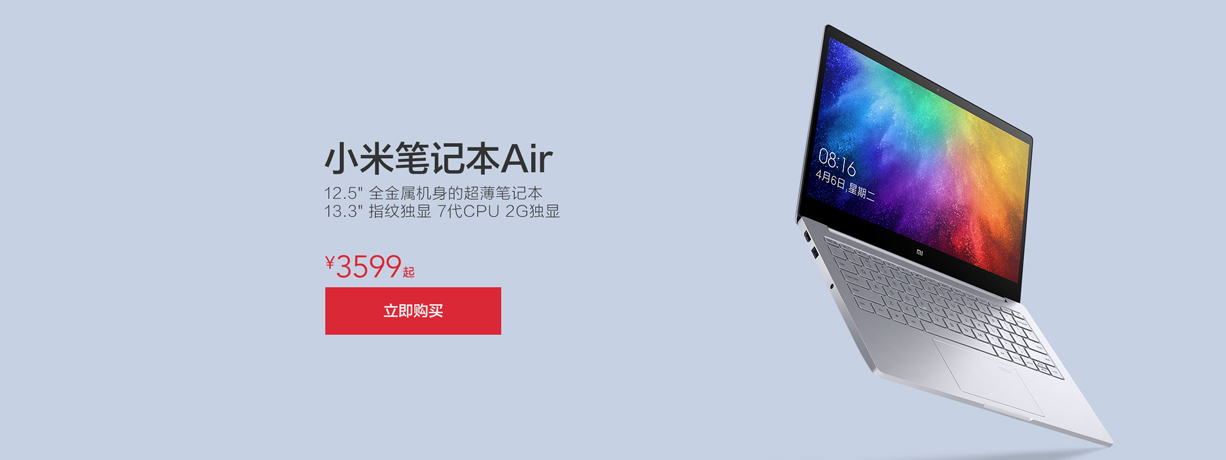 小米笔记本Air
12.5" 全金属机身的超薄笔记本
13.3" 指纹独显 7代CPU 2G独显
¥3599起
立即购买
08:16
4月6日,星期二
mi